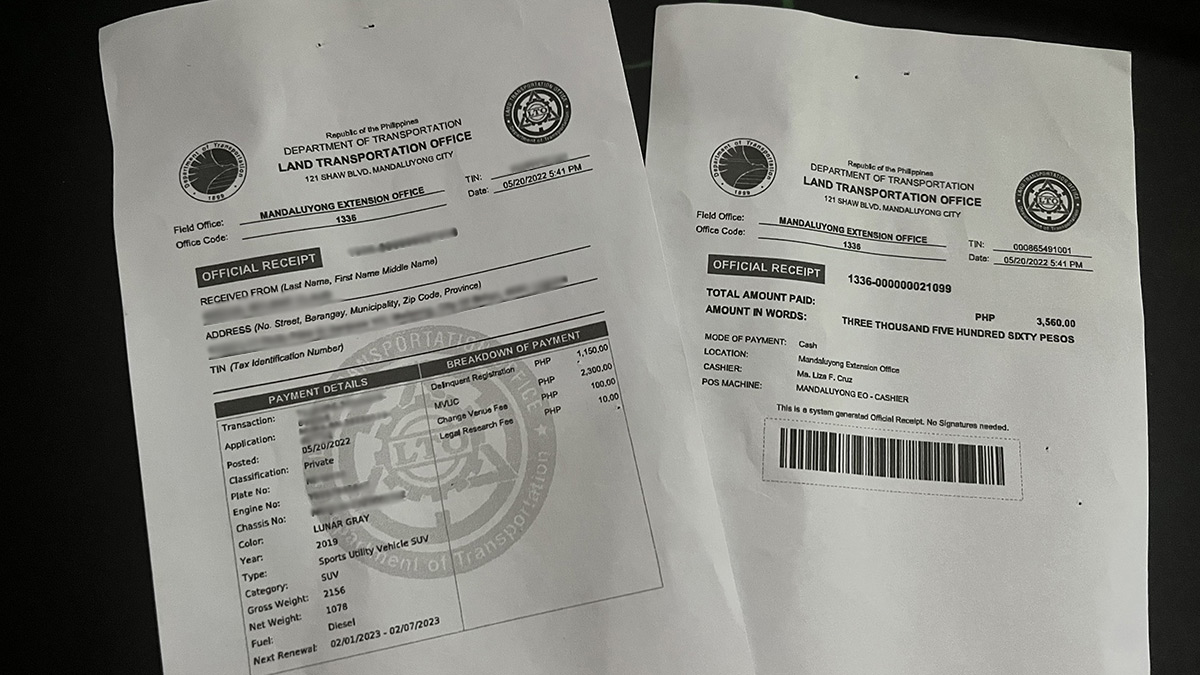 Republic of the Philippines
DEPARTMENT OF TRANSPORTATION
LAND TRANSPORTATION OFFICE
121 SHAW BLVD. MANDALUYONG CITY
Department of Transportation
1899
LAND TRANSPORTATION OFFICE
LTO
Field Office: MANDALUYONG EXTENSION OFFICE
Office Code: 1336
TIN:
Date: 05/20/2022 5:41 PM
OFFICIAL RECEIPT
RECEIVED FROM (Last Name, First Name Middle Name)
ADDRESS (No. Street, Barangay, Municipality, Zip Code, Province)
TIN (Tax Identification Number)
PAYMENT DETAILS
Transaction:
Application:
Posted: 05/20/2022
Classification: Private
Plate No:
Engine No:
Chassis No:
Color: LUNAR GRAY
Year: 2019
Type: Sports Utility Vehicle SUV
Category: SUV
Gross Weight: 2156
Net Weight: 1078
Fuel: Diesel
Next Renewal: 02/01/2023 - 02/07/2023
BREAKDOWN OF PAYMENT
Delinquent Registration PHP 1,150.00
MVUC PHP 2,300.00
Change Venue Fee PHP 100.00
Legal Research Fee PHP 10.00
LTO
Republic of the Philippines
DEPARTMENT OF TRANSPORTATION
LAND TRANSPORTATION OFFICE
121 SHAW BLVD. MANDALUYONG CITY
Department of Transportation
1899
LAND TRANSPORTATION OFFICE
LTO
Field Office: MANDALUYONG EXTENSION OFFICE
Office Code: 1336
TIN: 000865491001
Date: 05/20/2022 5:41 PM
OFFICIAL RECEIPT 1336-000000021099
TOTAL AMOUNT PAID: PHP 3,560.00
AMOUNT IN WORDS: THREE THOUSAND FIVE HUNDRED SIXTY PESOS
MODE OF PAYMENT: Cash
LOCATION: Mandaluyong Extension Office
CASHIER: Ma. Liza F. Cruz
POS MACHINE: MANDALUYONG EO - CASHIER
This is a system generated Official Receipt. No Signatures needed.